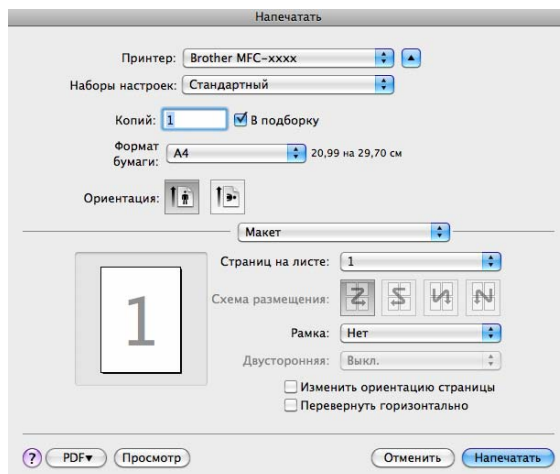 Напечатать
Принтер: Brother MFC-xxxx
Наборы настроек: Стандартный
Копий: 1 В подборку
Формат
бумаги: A4 20,99 на 29,70 см
Ориентация:
Макет
Страниц на листе: 1
1
Схема размещения:
Рамка: Нет
Двусторонняя: Выкл.
Изменить ориентацию страницы
Перевернуть горизонтально
? PDF▾ Просмотр Отменить Напечатать